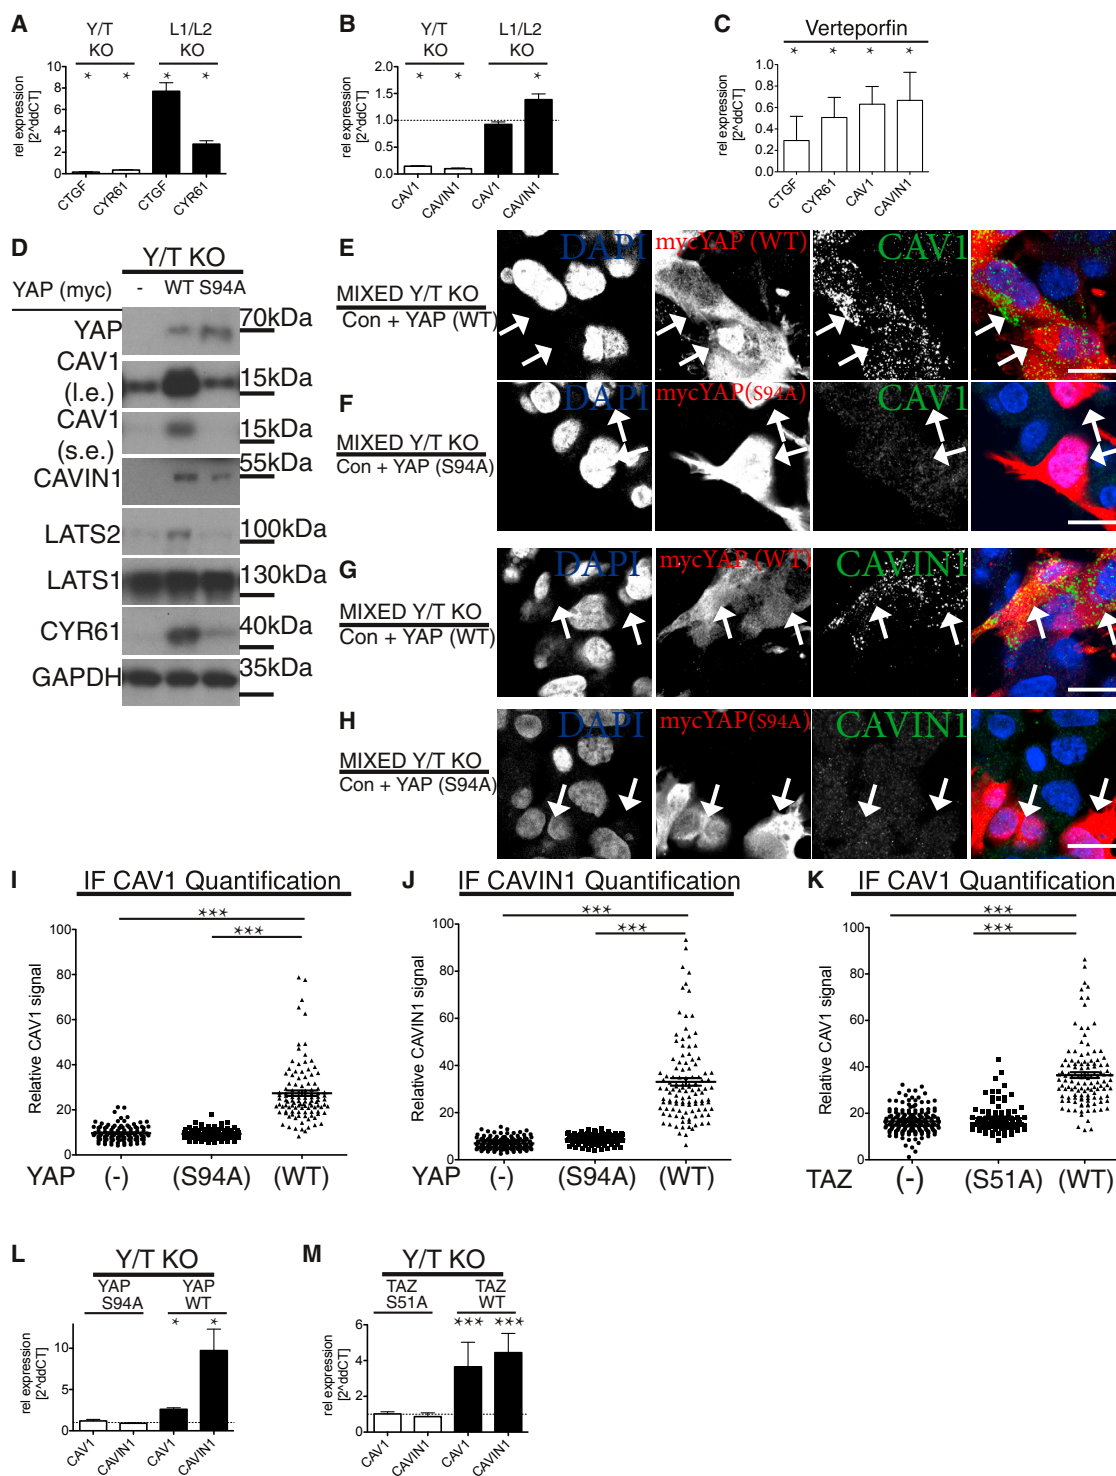 A
Y/T
KO
L1/L2
KO
* * * *
rel expression
[2^ddCT]
10
8
6
4
2
0
CTGF
CYR61
CTGF
CYR61
B
Y/T
KO
L1/L2
KO
* * *
rel expression
[2^ddCT]
2.0
1.5
1.0
0.5
0.0
CAV1
CAVIN1
CAV1
CAVIN1
C
Verteporfin
* * * *
rel expression
[2^ddCT]
1.0
0.8
0.6
0.4
0.2
0.0
CTGF
CYR61
CAV1
CAVIN1
D
Y/T KO
YAP (myc) - WT S94A
YAP 70kDa
CAV1
(l.e.) 15kDa
CAV1
(s.e.) 15kDa
CAVIN1 55kDa
LATS2 100kDa
LATS1 130kDa
CYR61 40kDa
GAPDH 35kDa
E
MIXED Y/T KO
Con + YAP (WT)
DAPI mycYAP (WT) CAV1
F
MIXED Y/T KO
Con + YAP (S94A)
DAPI mycYAP(S94A) CAV1
G
MIXED Y/T KO
Con + YAP (WT)
DAPI mycYAP (WT) CAVIN1
H
MIXED Y/T KO
Con + YAP (S94A)
DAPI mycYAP(S94A) CAVIN1
I
IF CAV1 Quantification
***
***
Relative CAV1 signal
100
80
60
40
20
0
YAP (-) (S94A) (WT)
J
IF CAVIN1 Quantification
***
***
Relative CAVIN1 signal
100
80
60
40
20
0
YAP (-) (S94A) (WT)
K
IF CAV1 Quantification
***
***
Relative CAV1 signal
100
80
60
40
20
0
TAZ (-) (S51A) (WT)
L
Y/T KO
YAP
S94A
YAP
WT
* *
rel expression
[2^ddCT]
10
5
0
CAV1
CAVIN1
CAV1
CAVIN1
M
Y/T KO
TAZ
S51A
TAZ
WT
*** ***
rel expression
[2^ddCT]
6
4
2
0
CAV1
CAVIN1
CAV1
CAVIN1